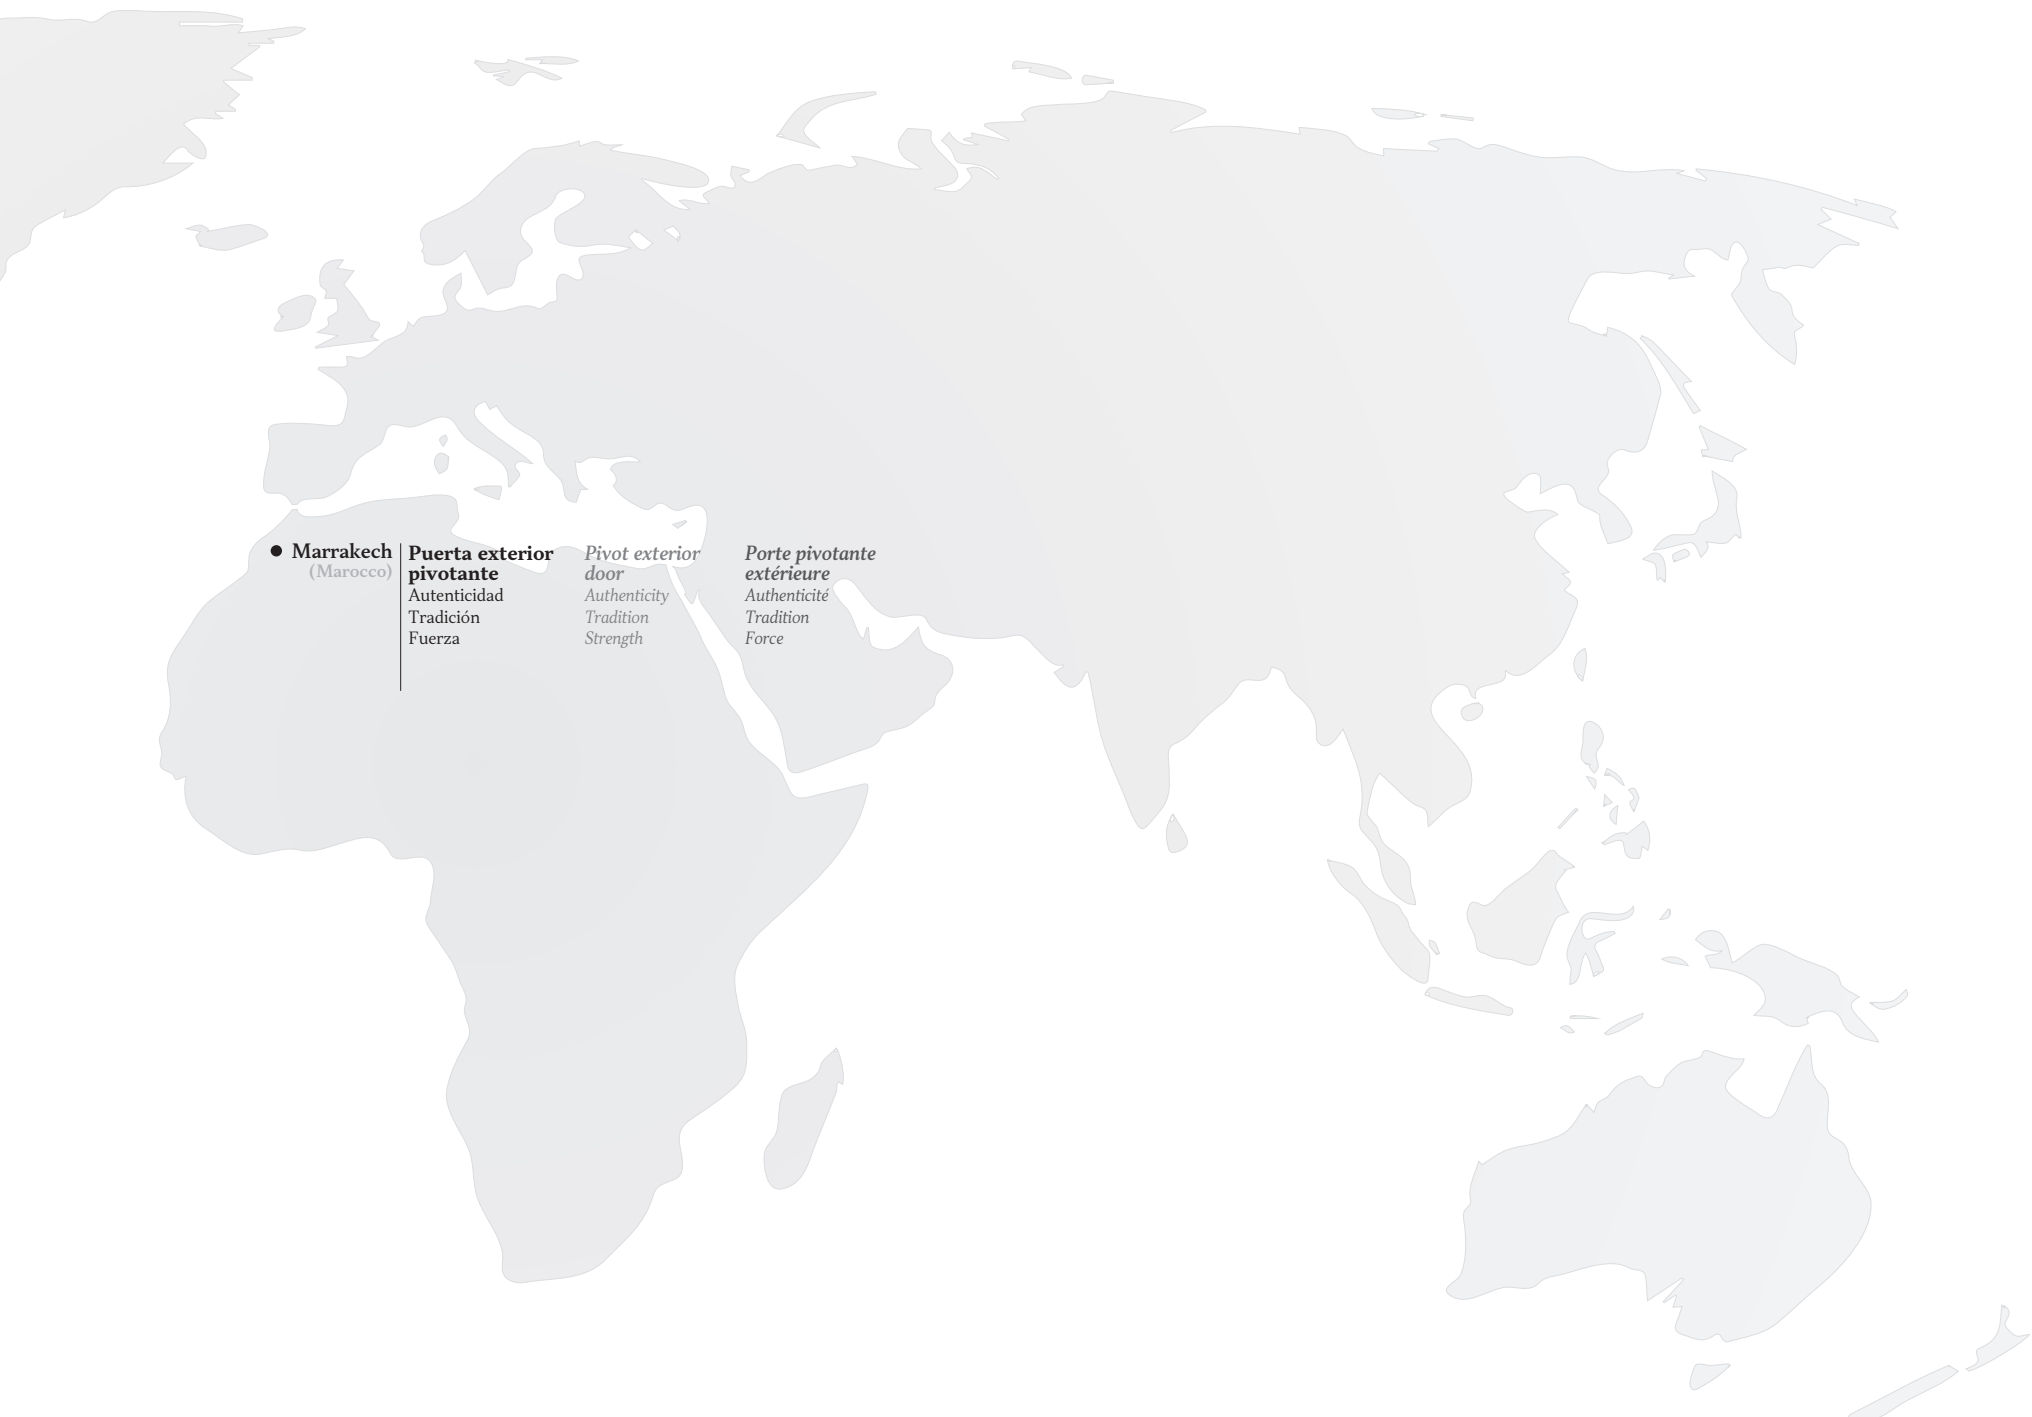 Marrakech
(Marocco)
Puerta exterior
pivotante
Autenticidad
Tradición
Fuerza
Pivot exterior
door
Authenticity
Tradition
Strength
Porte pivotante
extérieure
Authenticité
Tradition
Force